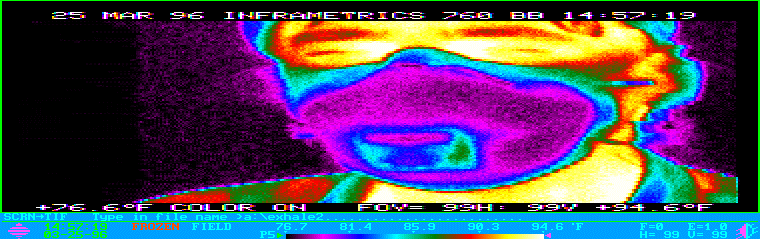 25 MAR 96 INFRAMETRICS 760 BB 14:57:19
+76.6°F COLOR ON FOV= 99H: 99V +94.6°F
SCRN→TIF Type in file name >a:\exhale2
14:57:19 FIELD 76.7 81.4 85.9 90.3 94.6 °F F=0 E=1.0
03-25-96 PS H= 99 V= 99